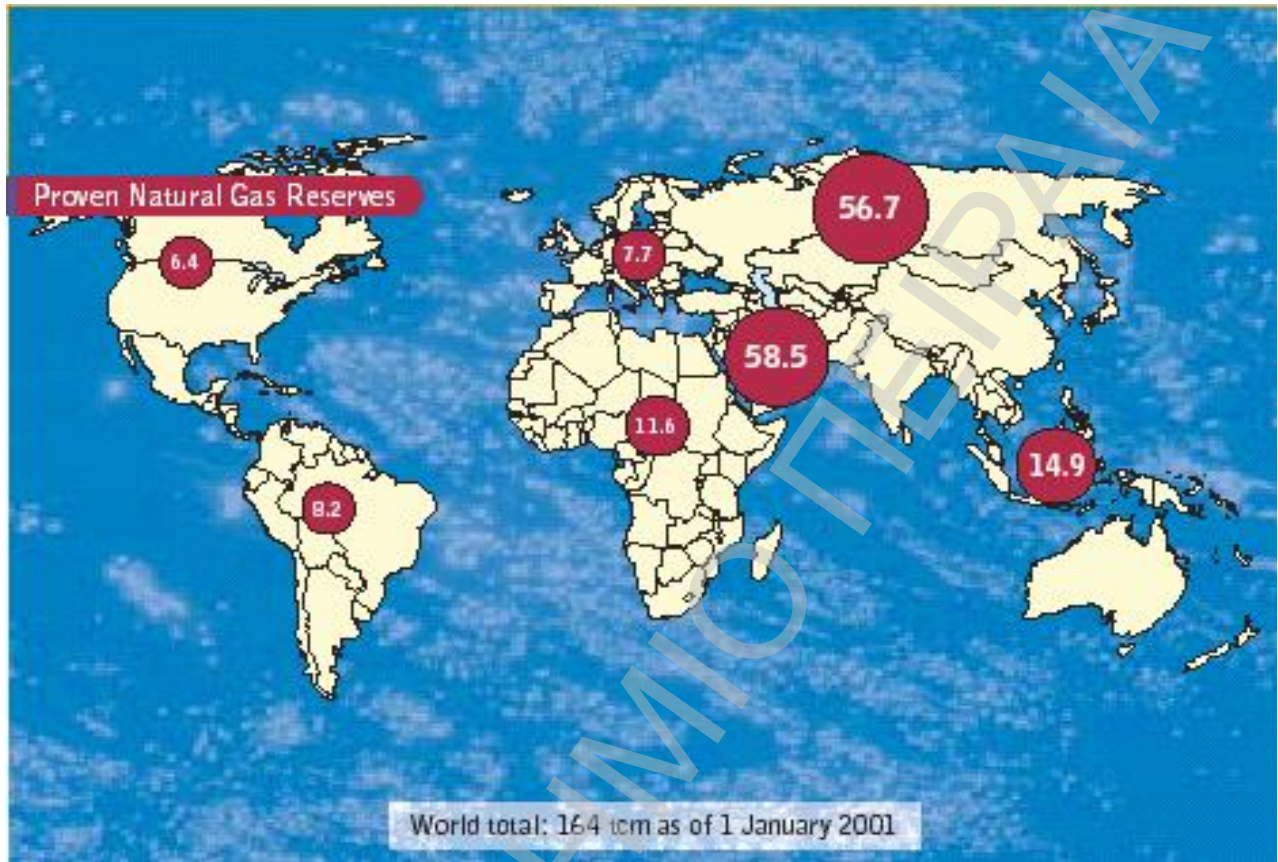 Proven Natural Gas Reserves
56.7
7.7
6.4
58.5
11.6
14.9
8.2
World total: 164 tcm as of 1 January 2001
ΜΙΟ ΠΕΙΡΑΙΑ